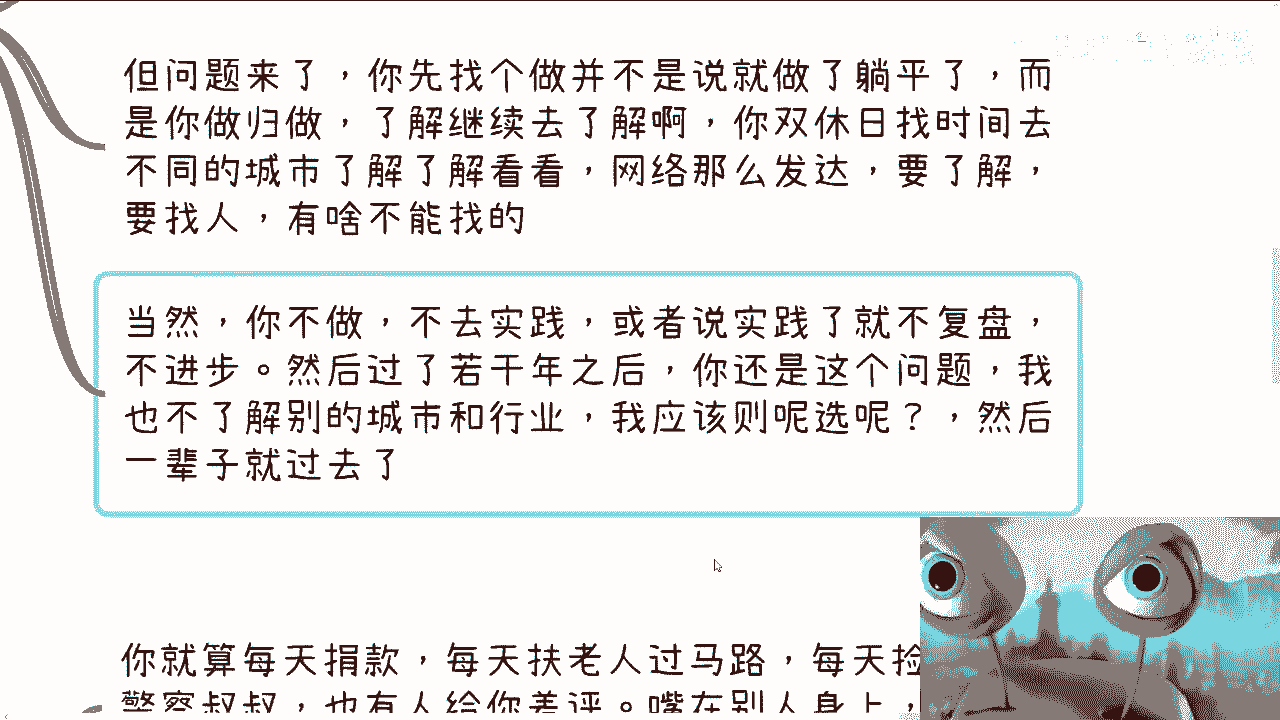 但问题来了，你先找个做并不是说就做了躺平了，而
是你做归做，了解继续去了解啊，你双休日找时间去
不同的城市了解了解看看，网络那么发达，要了解，
要找人，有啥不能找的
当然，你不做，不去实践，或者说实践了就不复盘，
不进步。然后过了若干年之后，你还是这个问题，我
也不了解别的城市和行业，我应该则呢选呢？，然后
一辈子就过去了
你就算每天捐款，每天扶老人过马路，每天捡
警察叔叔，也有人给你差评。嘴在别人身上，